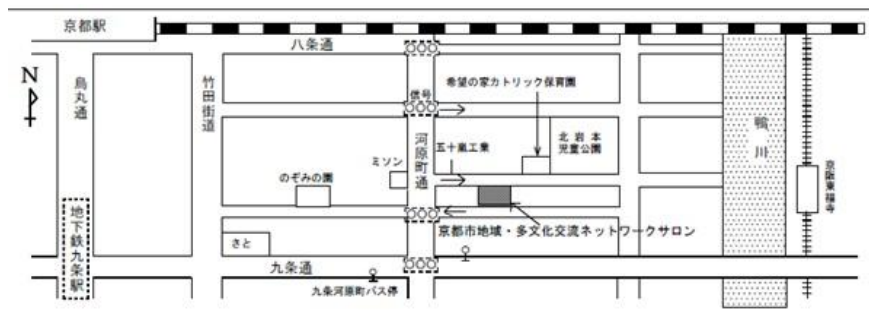 京都駅
八条通
N
烏丸通
竹田街道
信号
希望の家カトリック保育園
河原町通
五十嵐工業
北岩本
児童公園
鴨川
ミソン
のぞみの園
京阪東福寺
地下鉄九条駅
京都市地域・多文化交流ネットワークサロン
さと
九条通
九条河原町バス停